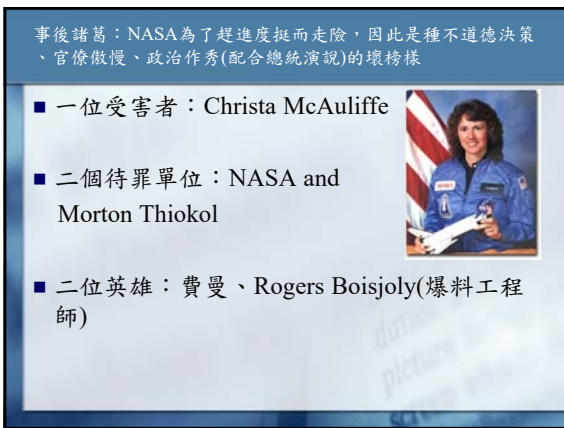 事後諸葛：NASA為了趕進度挺而走險，因此是種不道德決策
、官僚傲慢、政治作秀(配合總統演說)的壞榜樣
■ 一位受害者：Christa McAuliffe
■ 二個待罪單位：NASA and
Morton Thiokol
■ 二位英雄：費曼、Rogers Boisjoly(爆料工程
師)